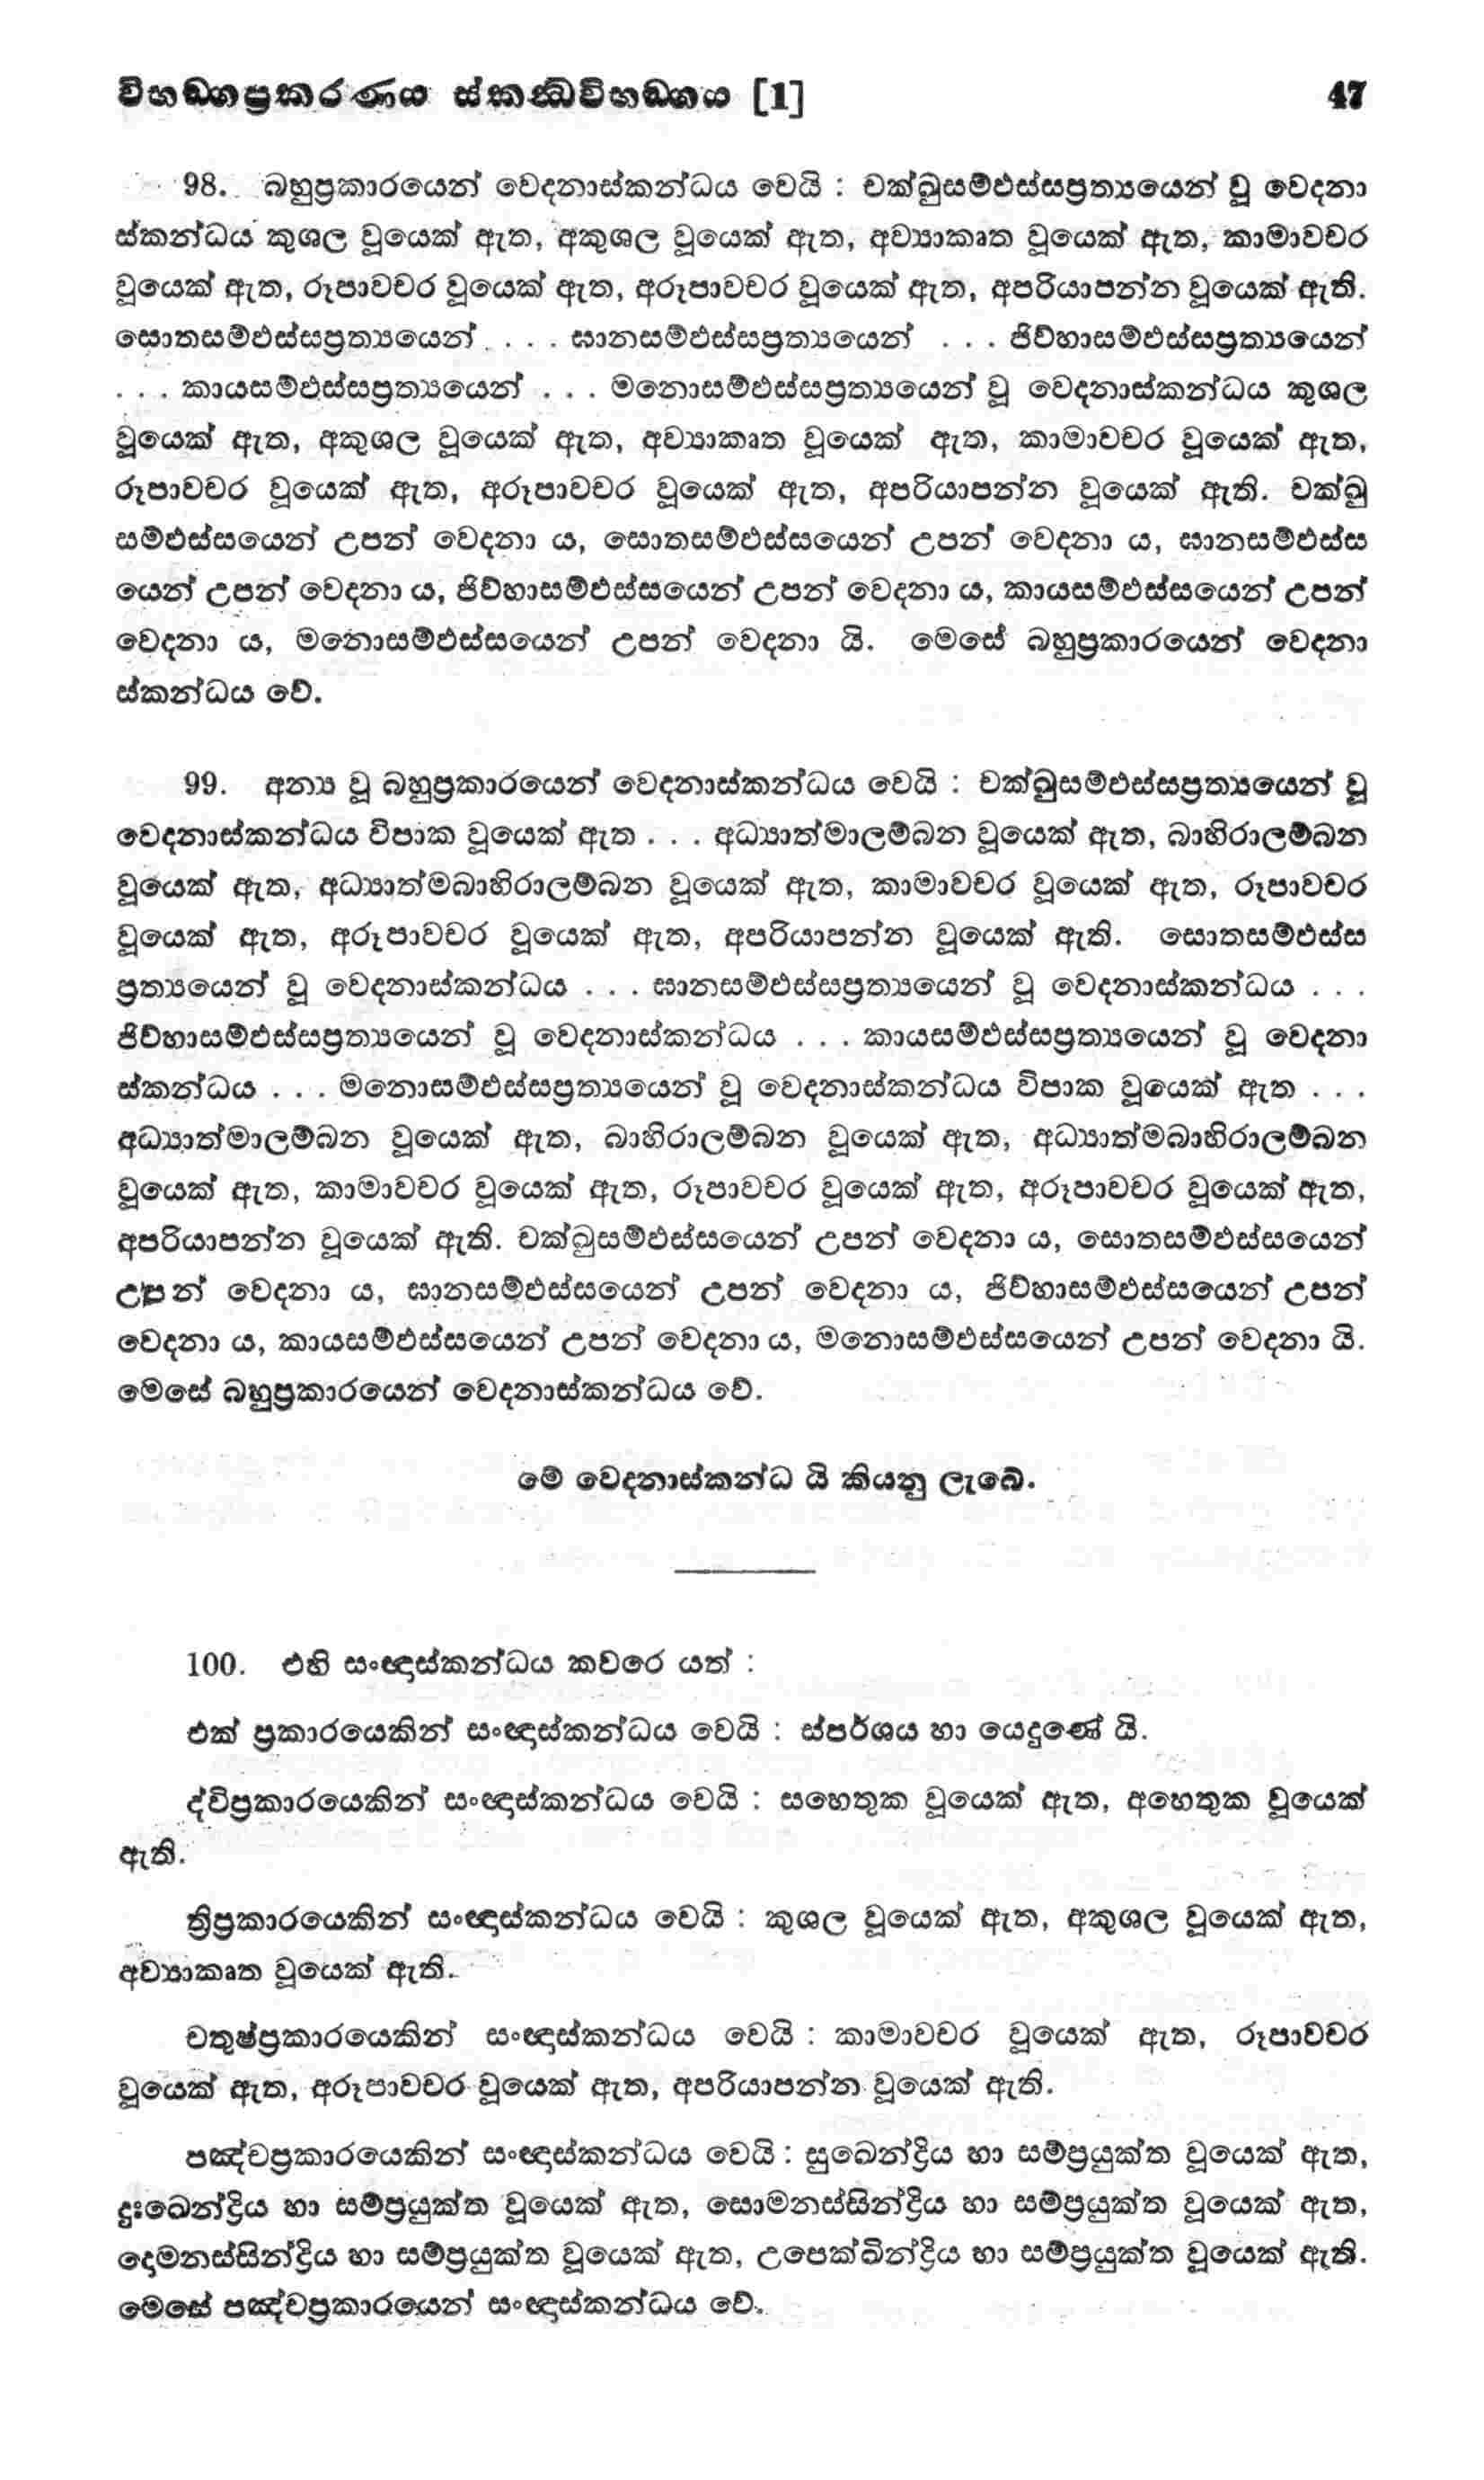 විභඞ්ගප්‍රකරණය ස්කන්‍ධවිභඞ්ගය [1] 47
98. බහුප්‍රකාරයෙන් වෙදනාස්කන්ධය වෙයි : චක්ඛුසම්ඵස්සප්‍රත්‍යයෙන් වූ වෙදනා
ස්කන්ධය කුශල වූයෙක් ඇත, අකුශල වූයෙක් ඇත, අව්‍යාකෘත වූයෙක් ඇත, කාමාවචර
වූයෙක් ඇත, රූපාවචර වූයෙක් ඇත, අරූපාවචර වූයෙක් ඇත, අපරියාපන්න වූයෙක් ඇති.
සොතසම්ඵස්සප්‍රත්‍යයෙන් . . . ඝානසම්ඵස්සප්‍රත්‍යයෙන් . . . ජිව්හාසම්ඵස්සප්‍රත්‍යයෙන්
. . . කායසම්ඵස්සප්‍රත්‍යයෙන් . . . මනොසම්ඵස්සප්‍රත්‍යයෙන් වූ වෙදනාස්කන්ධය කුශල
වූයෙක් ඇත, අකුශල වූයෙක් ඇත, අව්‍යාකෘත වූයෙක් ඇත, කාමාවචර වූයෙක් ඇත,
රූපාවචර වූයෙක් ඇත, අරූපාවචර වූයෙක් ඇත, අපරියාපන්න වූයෙක් ඇති. චක්ඛු
සම්ඵස්සයෙන් උපන් වෙදනා ය, සොතසම්ඵස්සයෙන් උපන් වෙදනා ය, ඝානසම්ඵස්ස
යෙන් උපන් වෙදනා ය, ජිව්හාසම්ඵස්සයෙන් උපන් වෙදනා ය, කායසම්ඵස්සයෙන් උපන්
වෙදනා ය, මනොසම්ඵස්සයෙන් උපන් වෙදනා යි. මෙසේ බහුප්‍රකාරයෙන් වෙදනා
ස්කන්ධය වේ.
99. අන්‍ය වූ බහුප්‍රකාරයෙන් වෙදනාස්කන්ධය වෙයි : චක්ඛුසම්ඵස්සප්‍රත්‍යයෙන් වූ
වෙදනාස්කන්ධය විපාක වූයෙක් ඇත . . . අධ්‍යාත්මාලම්බන වූයෙක් ඇත, බාහිරාලම්බන
වූයෙක් ඇත, අධ්‍යාත්මබාහිරාලම්බන වූයෙක් ඇත, කාමාවචර වූයෙක් ඇත, රූපාවචර
වූයෙක් ඇත, අරූපාවචර වූයෙක් ඇත, අපරියාපන්න වූයෙක් ඇති. සොතසම්ඵස්ස
ප්‍රත්‍යයෙන් වූ වෙදනාස්කන්ධය . . . ඝානසම්ඵස්සප්‍රත්‍යයෙන් වූ වෙදනාස්කන්ධය . . .
ජිව්හාසම්ඵස්සප්‍රත්‍යයෙන් වූ වෙදනාස්කන්ධය . . . කායසම්ඵස්සප්‍රත්‍යයෙන් වූ වෙදනා
ස්කන්ධය . . . මනොසම්ඵස්සප්‍රත්‍යයෙන් වූ වෙදනාස්කන්ධය විපාක වූයෙක් ඇත . . .
අධ්‍යාත්මාලම්බන වූයෙක් ඇත, බාහිරාලම්බන වූයෙක් ඇත, අධ්‍යාත්මබාහිරාලම්බන
වූයෙක් ඇත, කාමාවචර වූයෙක් ඇත, රූපාවචර වූයෙක් ඇත, අරූපාවචර වූයෙක් ඇත,
අපරියාපන්න වූයෙක් ඇති. චක්ඛුසම්ඵස්සයෙන් උපන් වෙදනා ය, සොතසම්ඵස්සයෙන්
උපන් වෙදනා ය, ඝානසම්ඵස්සයෙන් උපන් වෙදනා ය, ජිව්හාසම්ඵස්සයෙන් උපන්
වෙදනා ය, කායසම්ඵස්සයෙන් උපන් වෙදනා ය, මනොසම්ඵස්සයෙන් උපන් වෙදනා යි.
මෙසේ බහුප්‍රකාරයෙන් වෙදනාස්කන්ධය වේ.
මේ වෙදනාස්කන්ධ යි කියනු ලැබේ.
100. එහි සංඥාස්කන්ධය කවරෙ යත් :
එක් ප්‍රකාරයෙකින් සංඥාස්කන්ධය වෙයි : ස්පර්ශය හා යෙදුණේ යි.
ද්විප්‍රකාරයෙකින් සංඥාස්කන්ධය වෙයි : සහෙතුක වූයෙක් ඇත, අහෙතුක වූයෙක්
ඇති.
ත්‍රිප්‍රකාරයෙකින් සංඥාස්කන්ධය වෙයි : කුශල වූයෙක් ඇත, අකුශල වූයෙක් ඇත,
අව්‍යාකෘත වූයෙක් ඇති.
චතුෂ්ප්‍රකාරයෙකින් සංඥාස්කන්ධය වෙයි : කාමාවචර වූයෙක් ඇත, රූපාවචර
වූයෙක් ඇත, අරූපාවචර වූයෙක් ඇත, අපරියාපන්න වූයෙක් ඇති.
පඤ්චප්‍රකාරයෙකින් සංඥාස්කන්ධය වෙයි : සුඛෙන්ද්‍රිය හා සම්ප්‍රයුක්ත වූයෙක් ඇත,
දුඃඛෙන්ද්‍රිය හා සම්ප්‍රයුක්ත වූයෙක් ඇත, සොමනස්සින්ද්‍රිය හා සම්ප්‍රයුක්ත වූයෙක් ඇත,
දොමනස්සින්ද්‍රිය හා සම්ප්‍රයුක්ත වූයෙක් ඇත, උපෙක්ඛින්ද්‍රිය හා සම්ප්‍රයුක්ත වූයෙක් ඇති.
මෙසේ පඤ්චප්‍රකාරයෙන් සංඥාස්කන්ධය වේ.